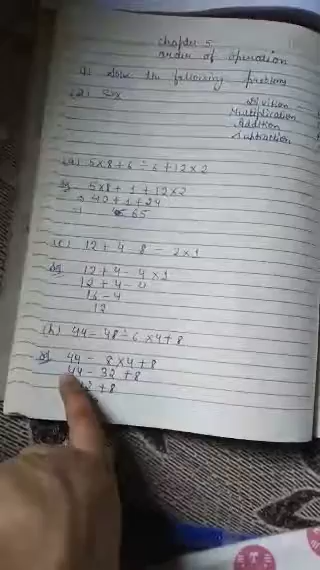 Chapter 5
order of operation
Q. Solve the following problems
Division
Multiplication
Addition
Subtraction
(a) 5×8+6÷6+12×2
5×8+1+12×2
40+1+24
65
(e) 12+4-8÷2×1
12+4-4×1
12+4-4
16-4
12
(h) 44-48÷6×4+8
44-8×4+8
44-32+8
+8